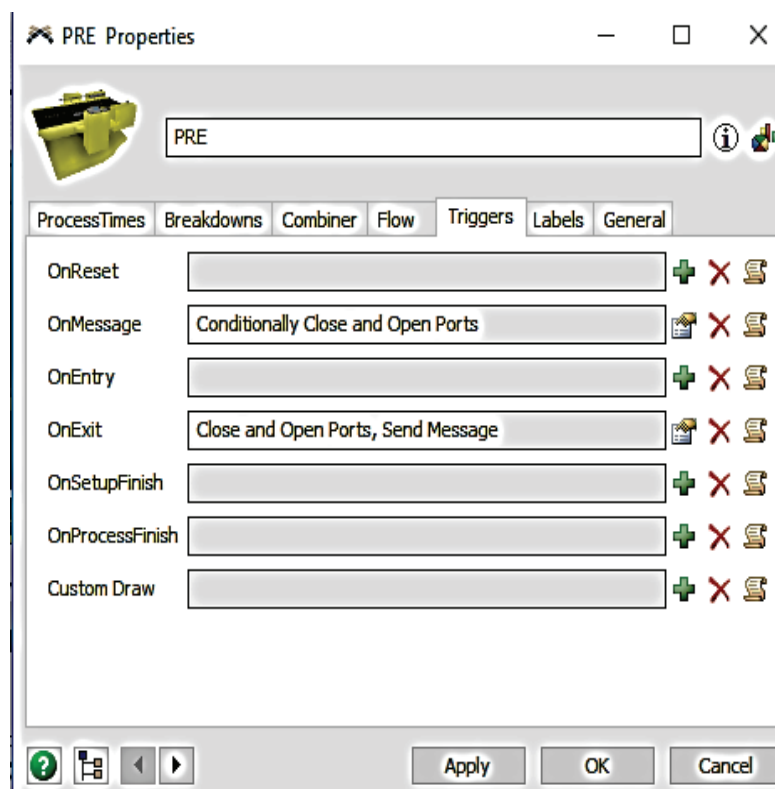 PRE Properties
PRE
ProcessTimes Breakdowns Combiner Flow Triggers Labels General
OnReset
OnMessage Conditionally Close and Open Ports
OnEntry
OnExit Close and Open Ports, Send Message
OnSetupFinish
OnProcessFinish
Custom Draw
Apply OK Cancel